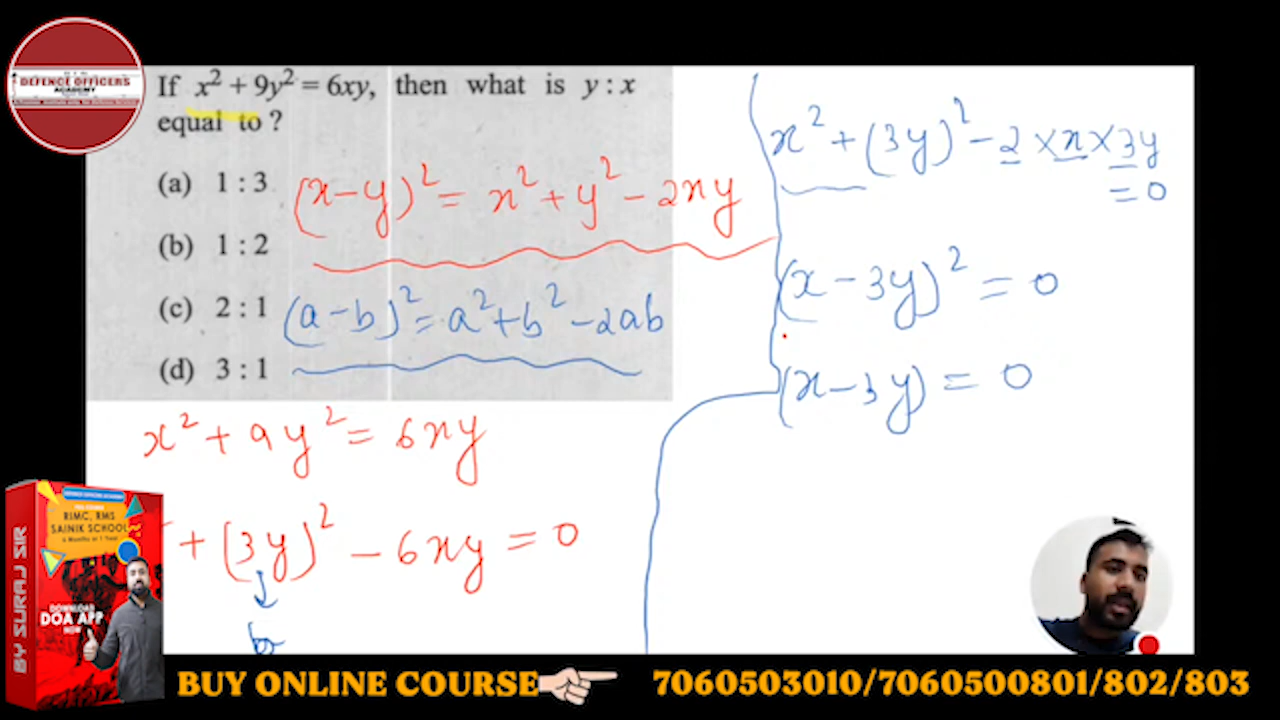 DEFENCE OFFICERS
ACADEMY
If x² + 9y² = 6xy, then what is y : x
equal to ?
(a) 1 : 3
(b) 1 : 2
(c) 2 : 1
(d) 3 : 1
(x-y)² = x² + y² - 2xy
(a-b)² = a² + b² - 2ab
x² + 9y² = 6xy
+ (3y)² - 6xy = 0
x² + (3y)² - 2 × x × 3y
= 0
(x - 3y)² = 0
(x - 3y) = 0
BY SURAJ SIR
RIMC, RMS
SAINIK SCHOOL
DOWNLOAD
DOA APP
NOW
BUY ONLINE COURSE
7060503010/7060500801/802/803